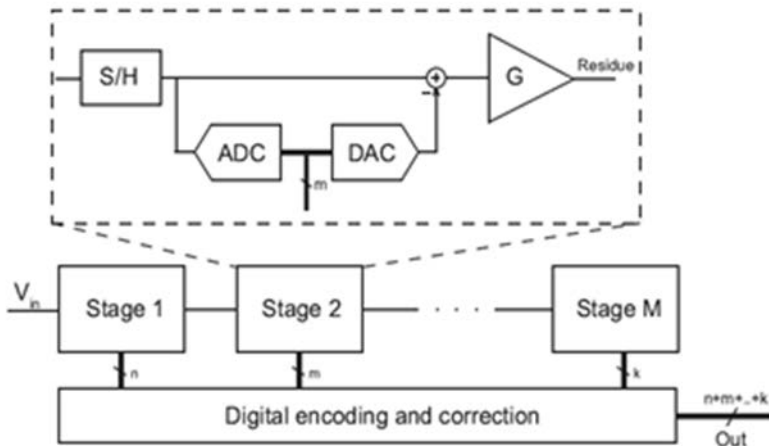 S/H
G
Residue
ADC
DAC
m
V_in
Stage 1
Stage 2
. . .
Stage M
n
m
k
Digital encoding and correction
n+m+..+k
Out